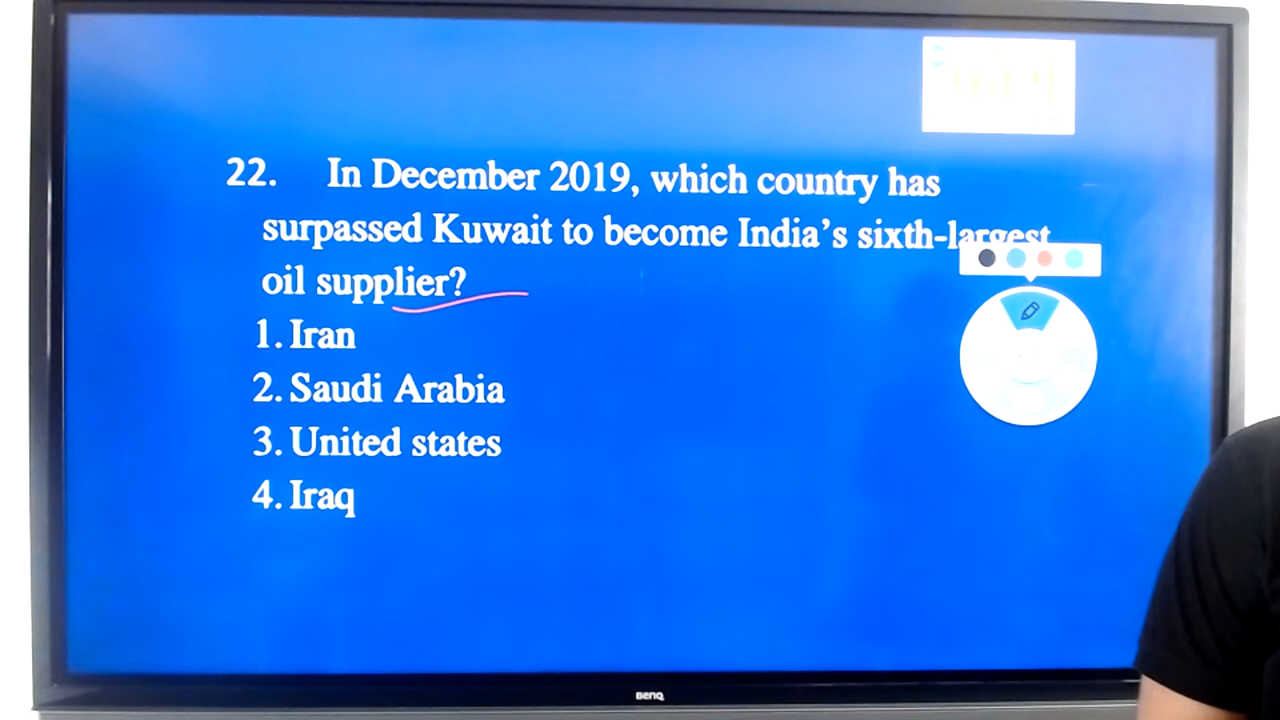 22. In December 2019, which country has
surpassed Kuwait to become India's sixth-largest
oil supplier?
1. Iran
2. Saudi Arabia
3. United states
4. Iraq
BenQ